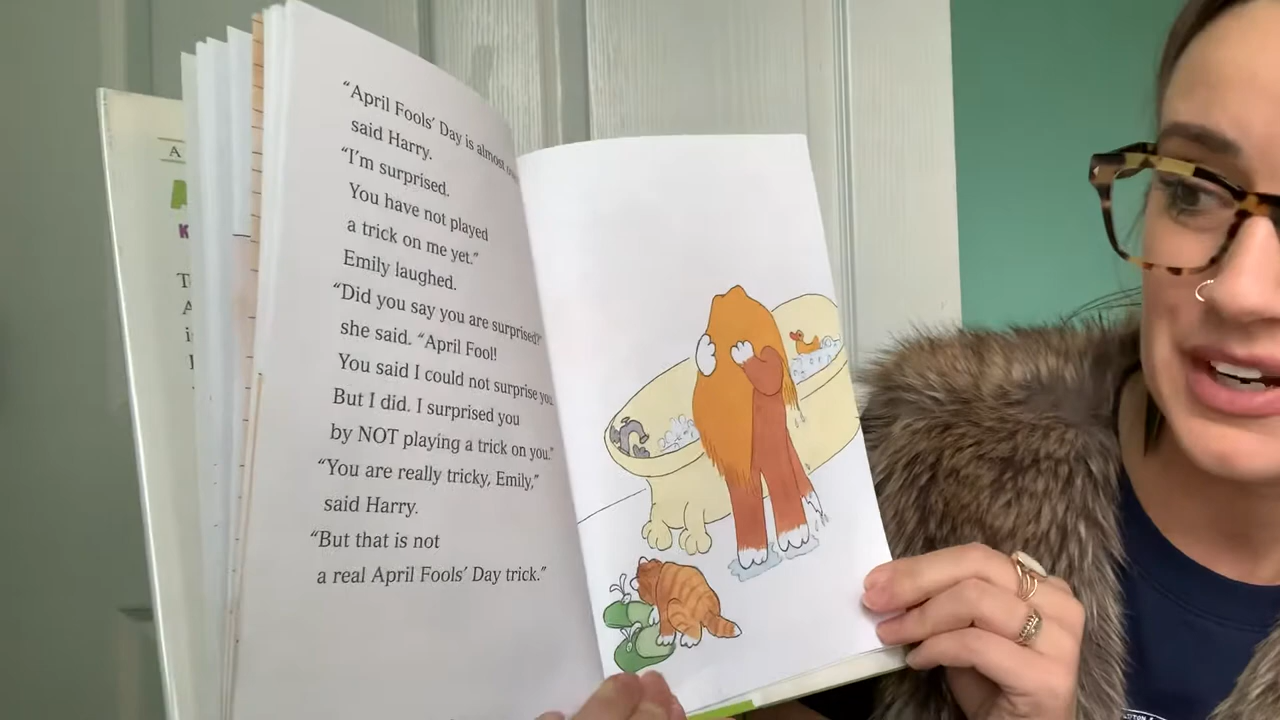 "April Fools' Day is almost
said Harry.
"I'm surprised.
You have not played
a trick on me yet."
Emily laughed.
"Did you say you are surprised?"
she said. "April Fool!
You said I could not surprise you.
But I did. I surprised you
by NOT playing a trick on you."
"You are really tricky, Emily,"
said Harry.
"But that is not
a real April Fools' Day trick."